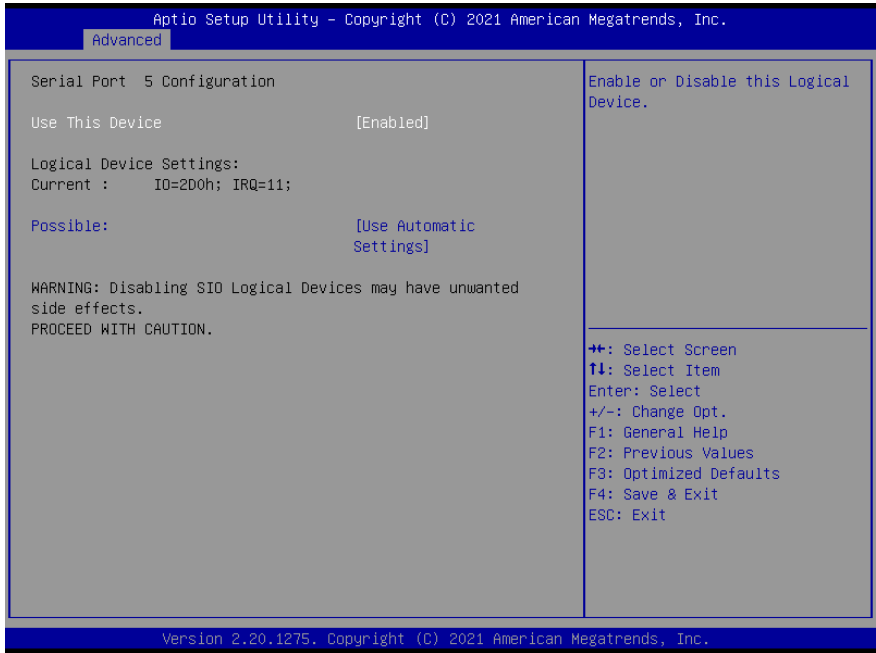 Aptio Setup Utility – Copyright (C) 2021 American Megatrends, Inc.
Advanced
Serial Port 5 Configuration
Use This Device [Enabled]
Logical Device Settings:
Current : IO=2D0h; IRQ=11;
Possible: [Use Automatic
Settings]
WARNING: Disabling SIO Logical Devices may have unwanted
side effects.
PROCEED WITH CAUTION.
Enable or Disable this Logical
Device.
→←: Select Screen
↑↓: Select Item
Enter: Select
+/-: Change Opt.
F1: General Help
F2: Previous Values
F3: Optimized Defaults
F4: Save & Exit
ESC: Exit
Version 2.20.1275. Copyright (C) 2021 American Megatrends, Inc.